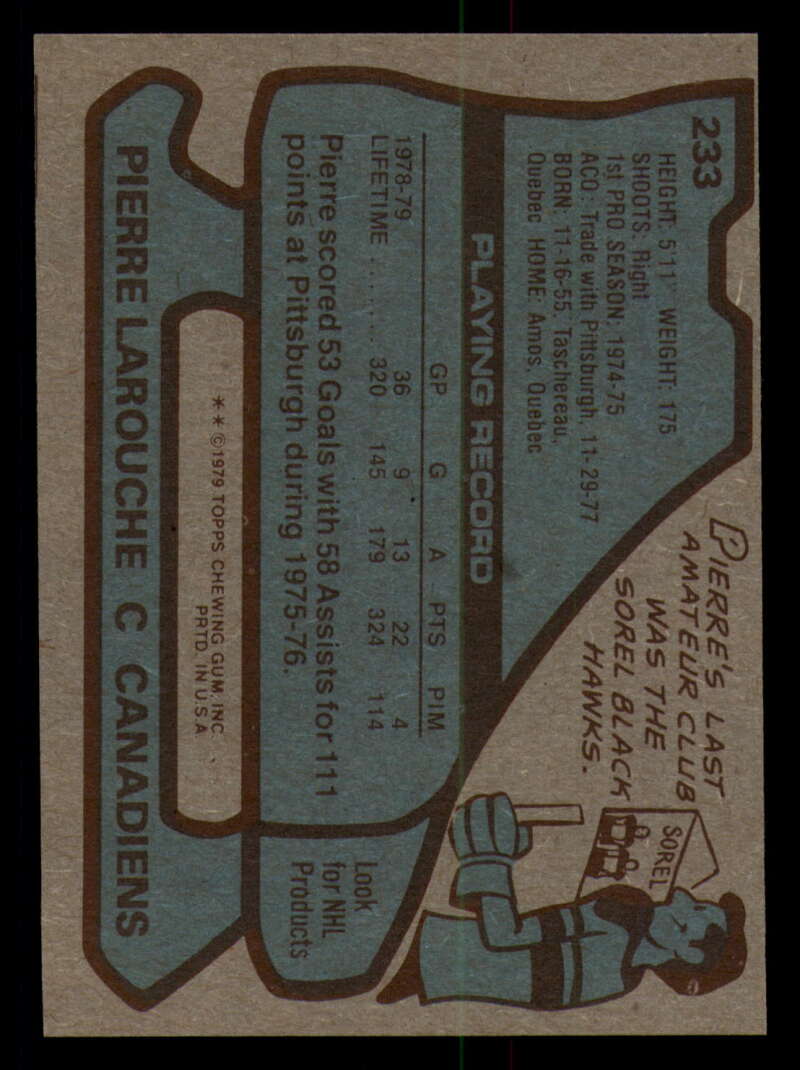 233
HEIGHT: 5'11" WEIGHT: 175
SHOOTS: Right
1st PRO SEASON: 1974-75
ACQ: Trade with Pittsburgh, 11-29-77
BORN: 11-16-55, Taschereau,
Quebec HOME: Amos, Quebec
PIERRE'S LAST
AMATEUR CLUB
WAS THE
SOREL BLACK
HAWKS.
SOREL
PLAYING RECORD
GP G A PTS PIM
1978-79 36 9 13 22 4
LIFETIME ........ 320 145 179 324 114
Pierre scored 53 Goals with 58 Assists for 111
points at Pittsburgh during 1975-76.
Look
for NHL
Products
**©1979 TOPPS CHEWING GUM, INC.
PRTD. IN U.S.A
PIERRE LAROUCHE C CANADIENS